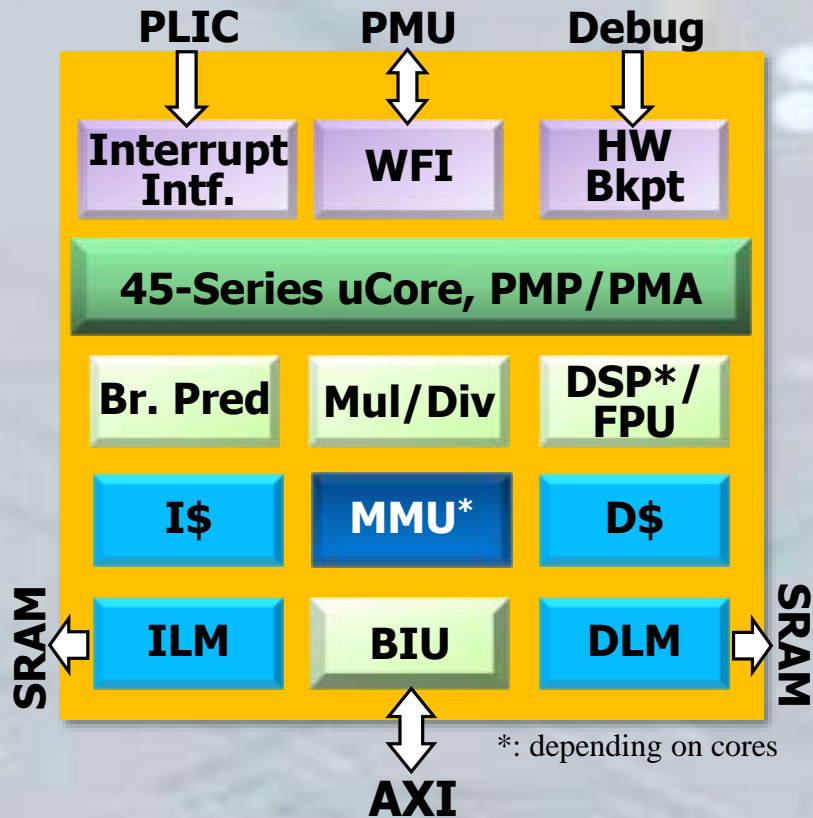 PLIC
PMU
Debug
Interrupt
Intf.
WFI
HW
Bkpt
45-Series uCore, PMP/PMA
Br. Pred
Mul/Div
DSP*/
FPU
I$
MMU*
D$
SRAM
ILM
BIU
DLM
SRAM
*: depending on cores
AXI